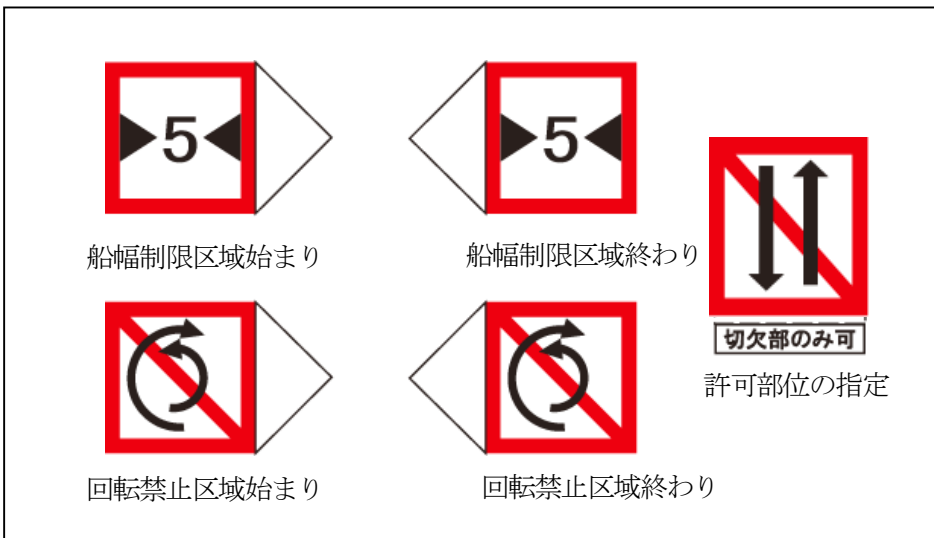 5
5
船幅制限区域始まり
船幅制限区域終わり
切欠部のみ可
許可部位の指定
回転禁止区域始まり
回転禁止区域終わり